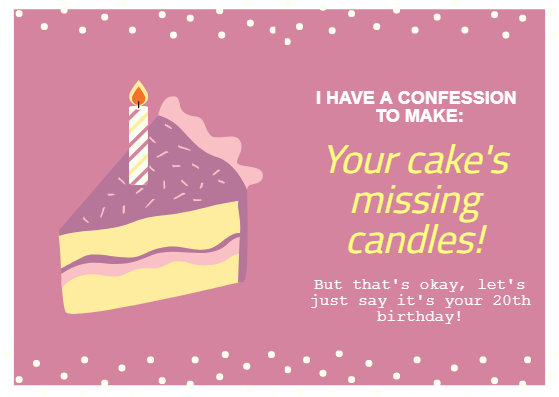 I HAVE A CONFESSION
TO MAKE:
Your cake's
missing
candles!
But that's okay, let's
just say it's your 20th
birthday!